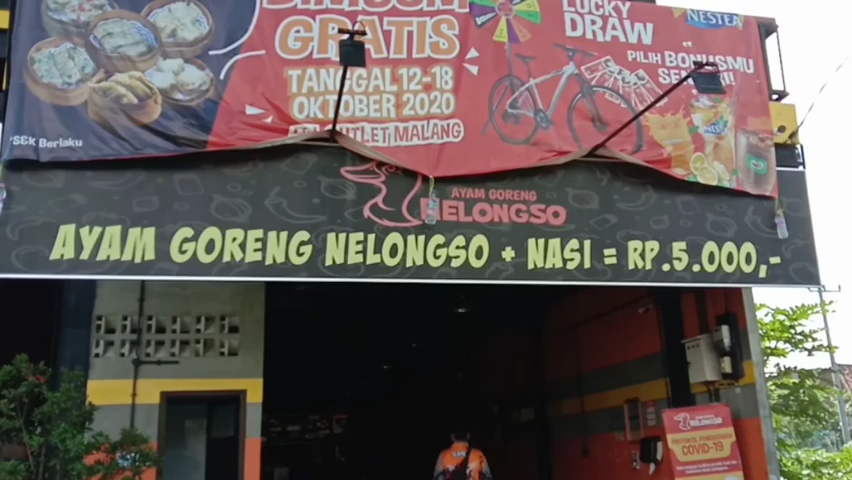 GRATIS
TANGGAL 12-18
OKTOBER 2020
OUTLET MALANG
*S&K Berlaku
LUCKY
DRAW
NESTEA
PILIH BONUSMU
AYAM GORENG
NELONGSO
AYAM GORENG NELONGSO + NASI = RP.5.000,-
NELONGSO
COVID-19